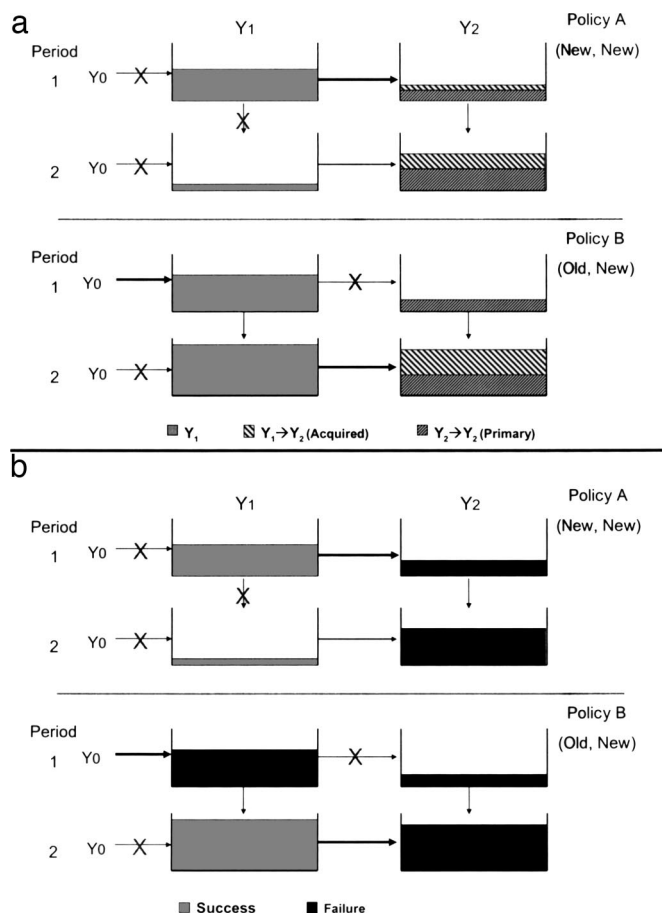 a
Y1 Y2 Policy A
Period (New, New)
1 Y0
2 Y0
Policy B
Period (Old, New)
1 Y0
2 Y0
Y1 Y1→Y2 (Acquired) Y2→Y2 (Primary)
b
Y1 Y2 Policy A
Period (New, New)
1 Y0
2 Y0
Policy B
Period (Old, New)
1 Y0
2 Y0
Success Failure